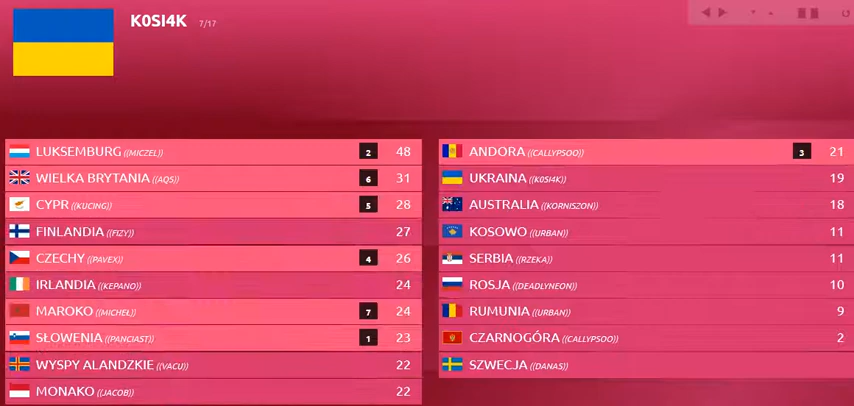 K0SI4K 7/17
LUKSEMBURG ((MICZEL)) 2 48
WIELKA BRYTANIA ((AQS)) 6 31
CYPR ((KUCING)) 5 28
FINLANDIA ((FIZY)) 27
CZECHY ((PAVEX)) 4 26
IRLANDIA ((KEPANO)) 24
MAROKO ((MICHEŁ)) 7 24
SŁOWENIA ((PANCIAST)) 1 23
WYSPY ALANDZKIE ((VACU)) 22
MONAKO ((JACOB)) 22
ANDORA ((CALLYPSOO)) 3 21
UKRAINA ((K0SI4K)) 19
AUSTRALIA ((KORNISZON)) 18
KOSOWO ((URBAN)) 11
SERBIA ((RZEKA)) 11
ROSJA ((DEADLYNEON)) 10
RUMUNIA ((URBAN)) 9
CZARNOGÓRA ((CALLYPSOO)) 2
SZWECJA ((DANAS))